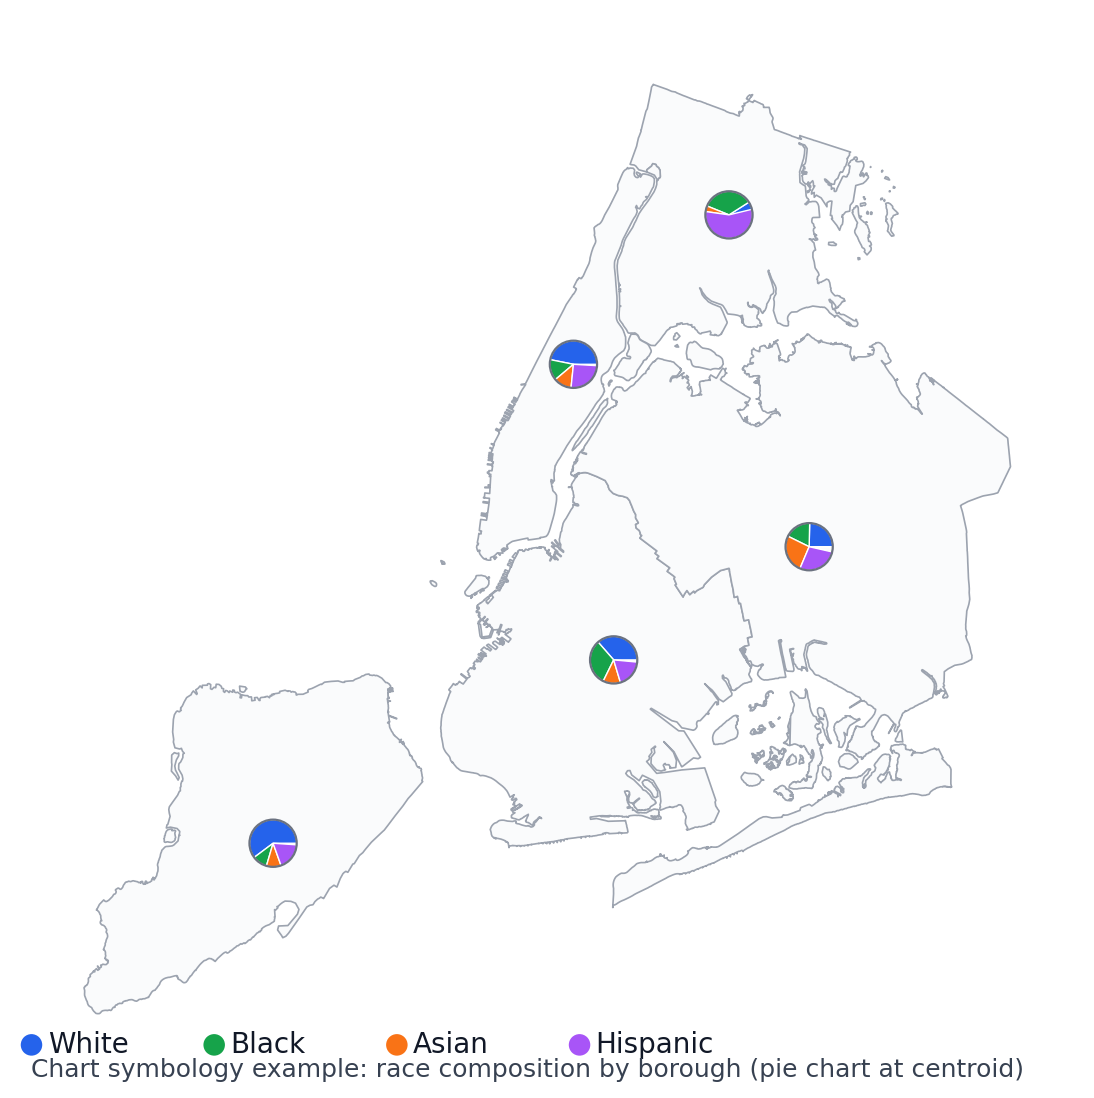 White Black Asian Hispanic
Chart symbology example: race composition by borough (pie chart at centroid)